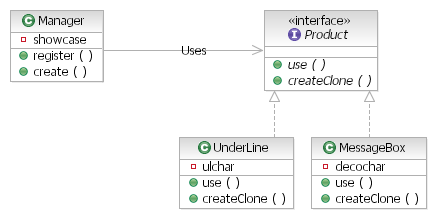 C Manager
showcase
register ( )
create ( )
Uses
«interface»
I Product
use ( )
createClone ( )
C UnderLine
ulchar
use ( )
createClone ( )
C MessageBox
decochar
use ( )
createClone ( )